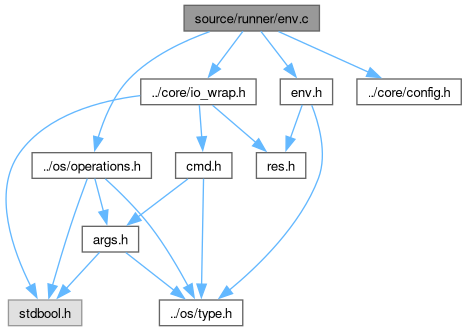 source/runner/env.c
../core/io_wrap.h
env.h
../core/config.h
../os/operations.h
cmd.h
res.h
args.h
stdbool.h
../os/type.h